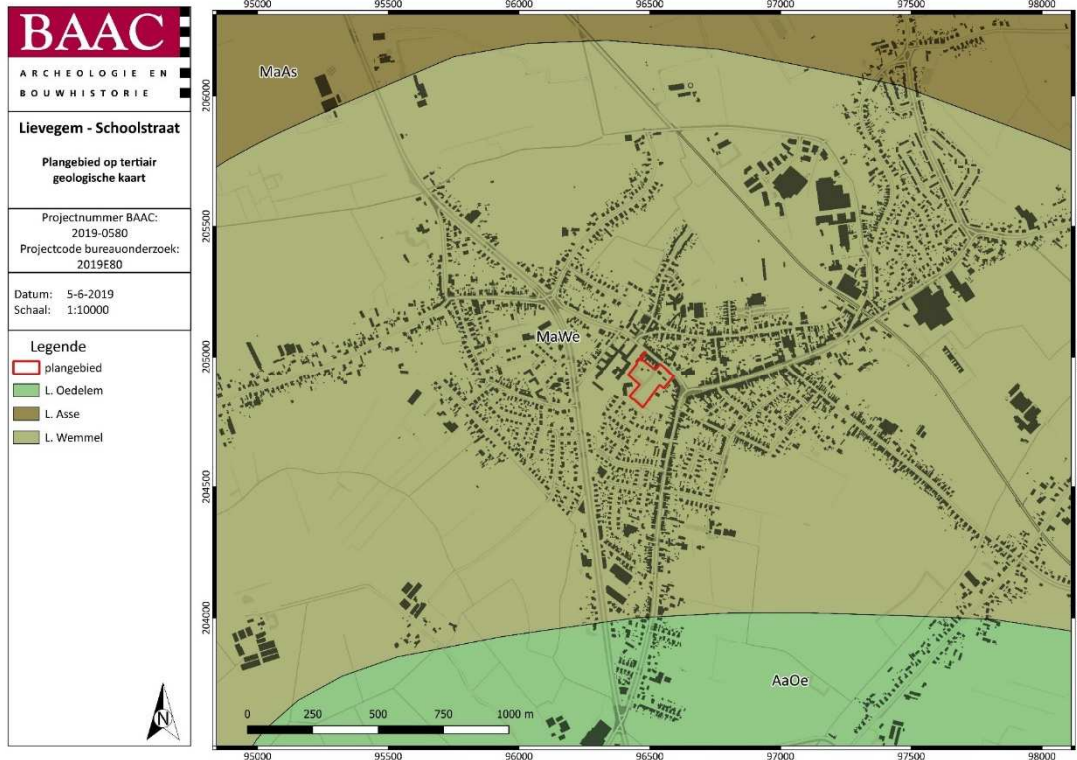 BAAC
ARCHEOLOGIE EN
BOUWHISTORIE
Lievegem - Schoolstraat
Plangebied op tertiair
geologische kaart
Projectnummer BAAC:
2019-0580
Projectcode bureauonderzoek:
2019E80
Datum: 5-6-2019
Schaal: 1:10000
Legende
plangebied
L. Oedelem
L. Asse
L. Wemmel
N
95000 95500 96000 96500 97000 97500 98000
206000
205500
205000
204500
204000
MaAs
MaWe
AaOe
0 250 500 750 1000 m
95000 95500 96000 96500 97000 97500 98000